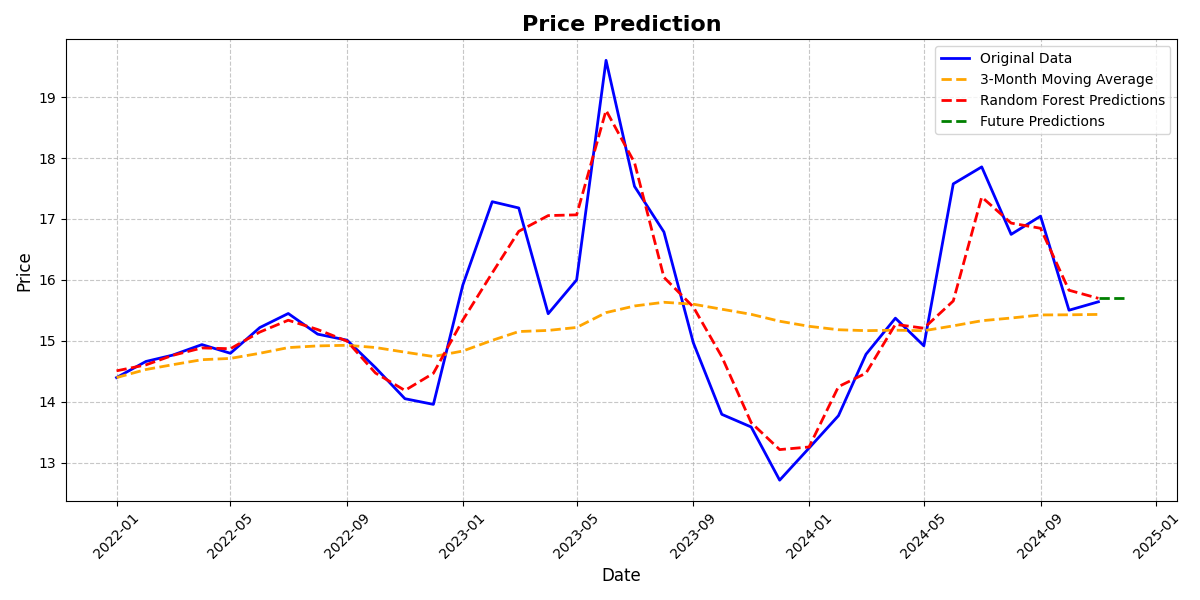 Price Prediction
Original Data
3-Month Moving Average
Random Forest Predictions
Future Predictions
Price
19
18
17
16
15
14
13
2022-01
2022-05
2022-09
2023-01
2023-05
2023-09
2024-01
2024-05
2024-09
2025-01
Date